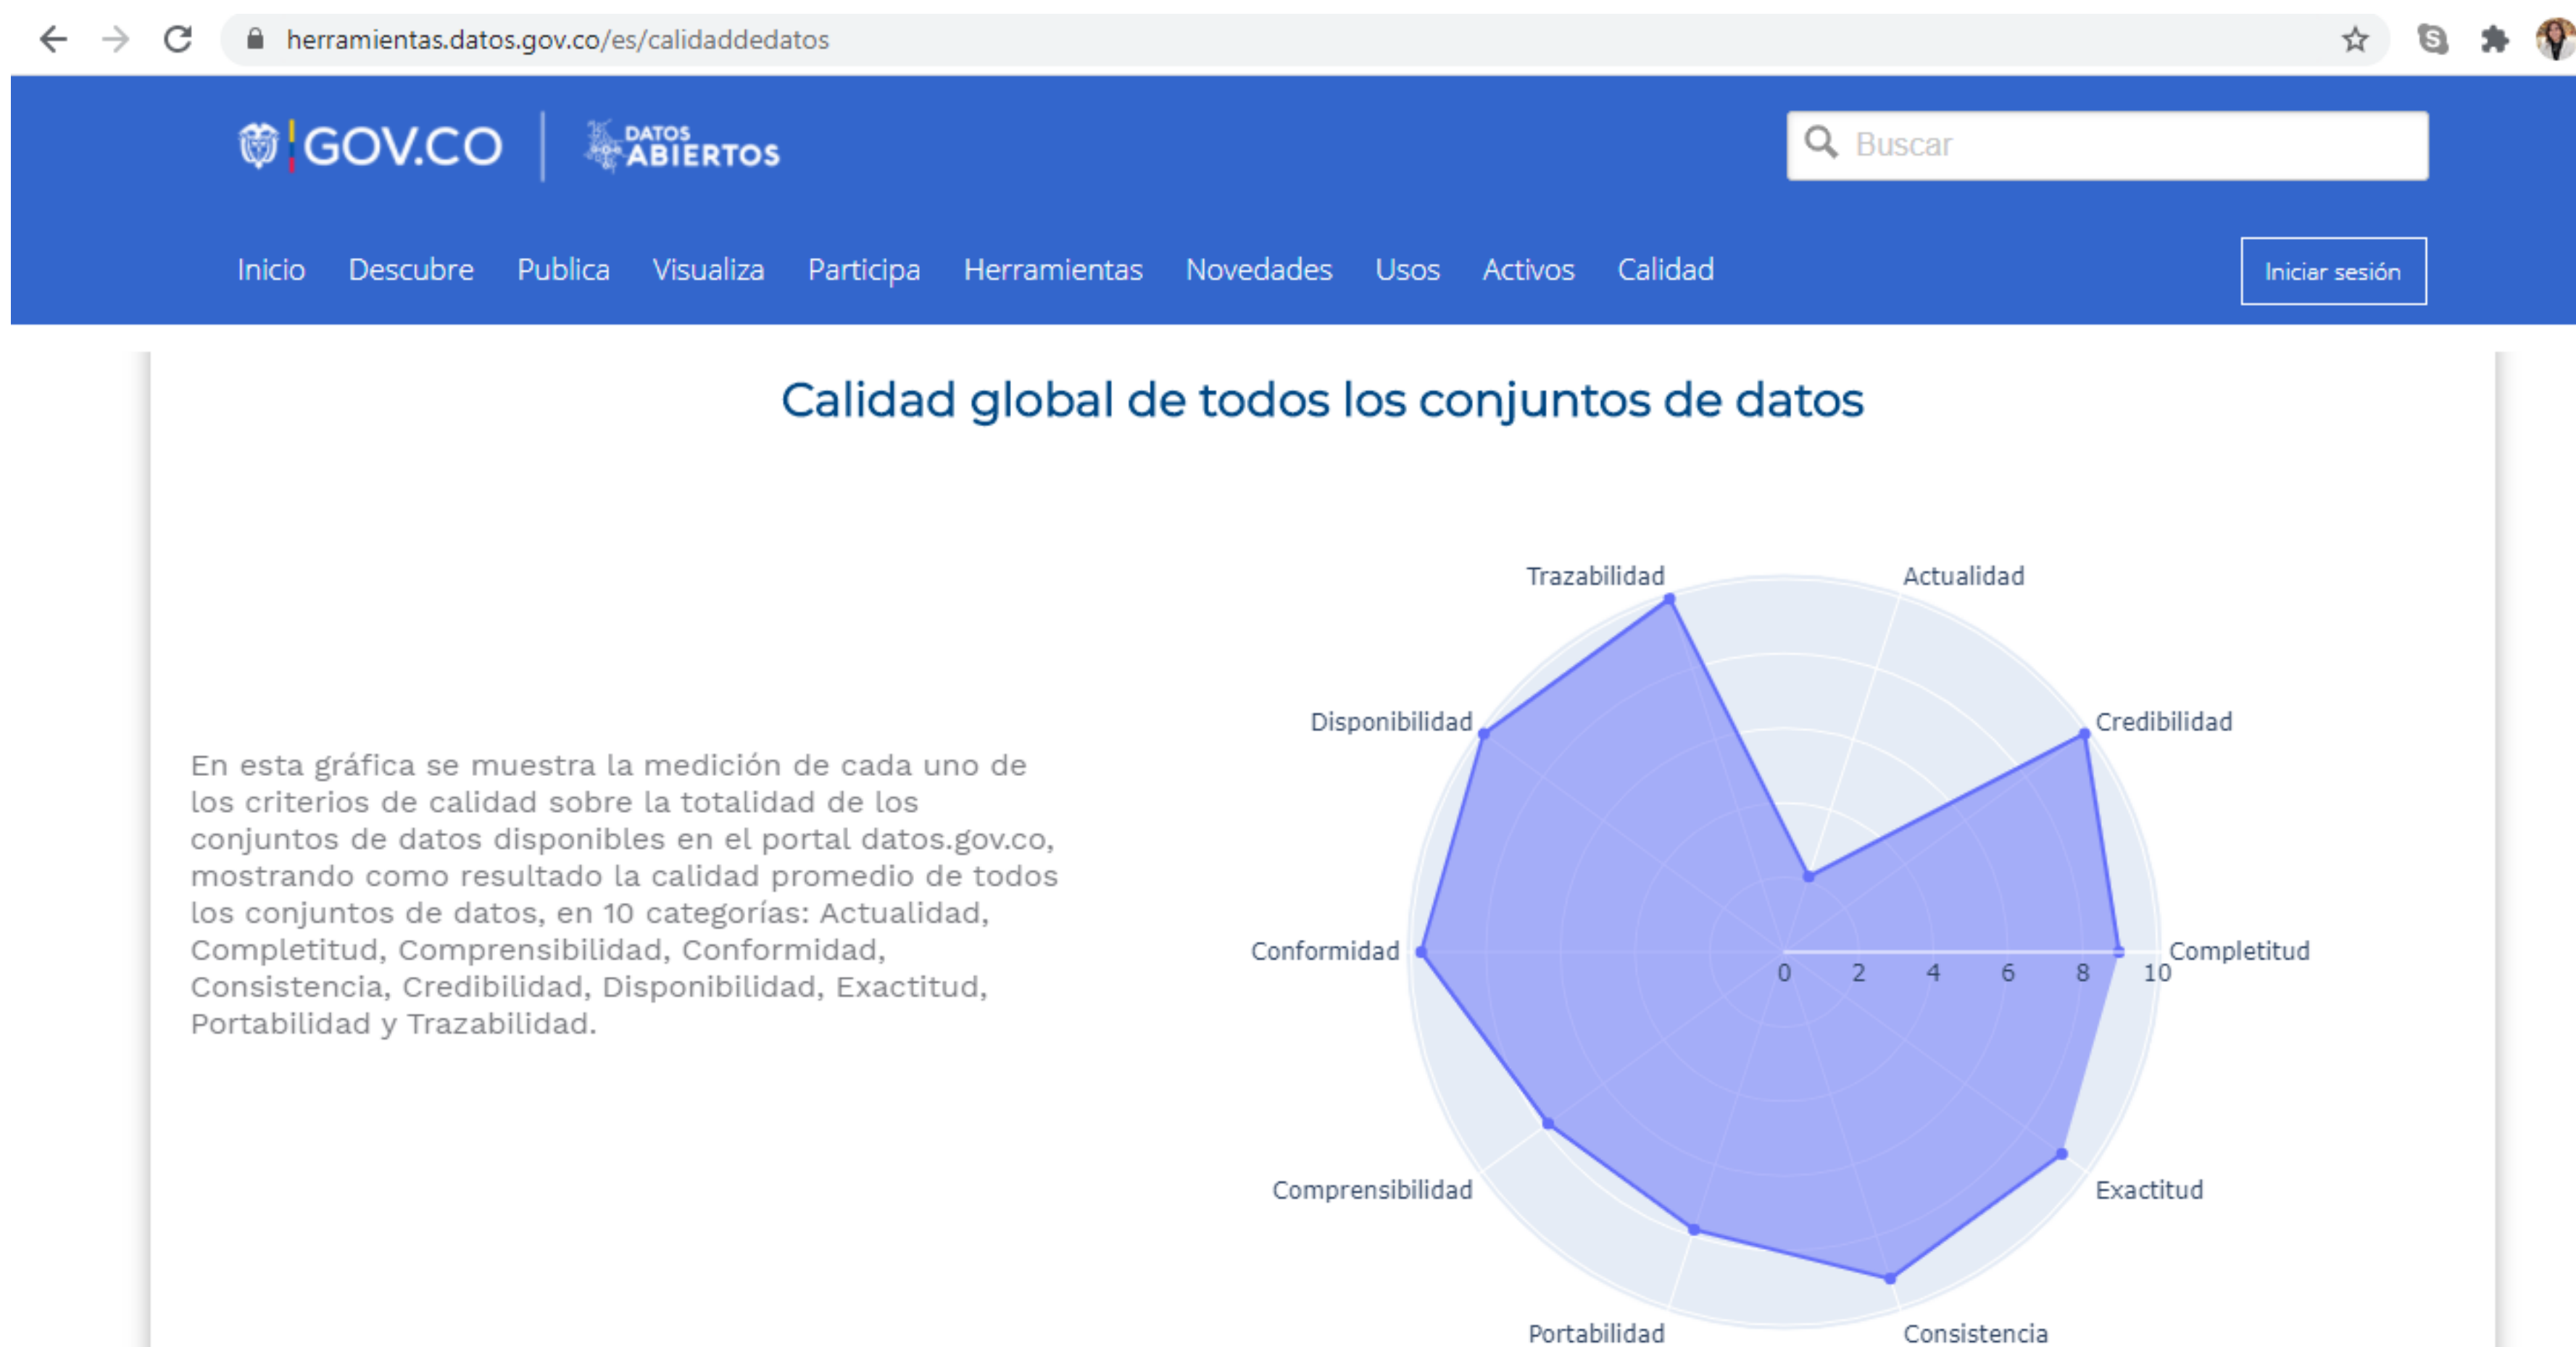 herramientas.datos.gov.co/es/calidaddedatos
GOV.CO
DATOS
ABIERTOS
Buscar
Inicio Descubre Publica Visualiza Participa Herramientas Novedades Usos Activos Calidad
Iniciar sesión
Calidad global de todos los conjuntos de datos
En esta gráfica se muestra la medición de cada uno de
los criterios de calidad sobre la totalidad de los
conjuntos de datos disponibles en el portal datos.gov.co,
mostrando como resultado la calidad promedio de todos
los conjuntos de datos, en 10 categorías: Actualidad,
Completitud, Comprensibilidad, Conformidad,
Consistencia, Credibilidad, Disponibilidad, Exactitud,
Portabilidad y Trazabilidad.
Trazabilidad
Actualidad
Disponibilidad
Credibilidad
Conformidad
Completitud
0 2 4 6 8 10
Comprensibilidad
Exactitud
Portabilidad
Consistencia